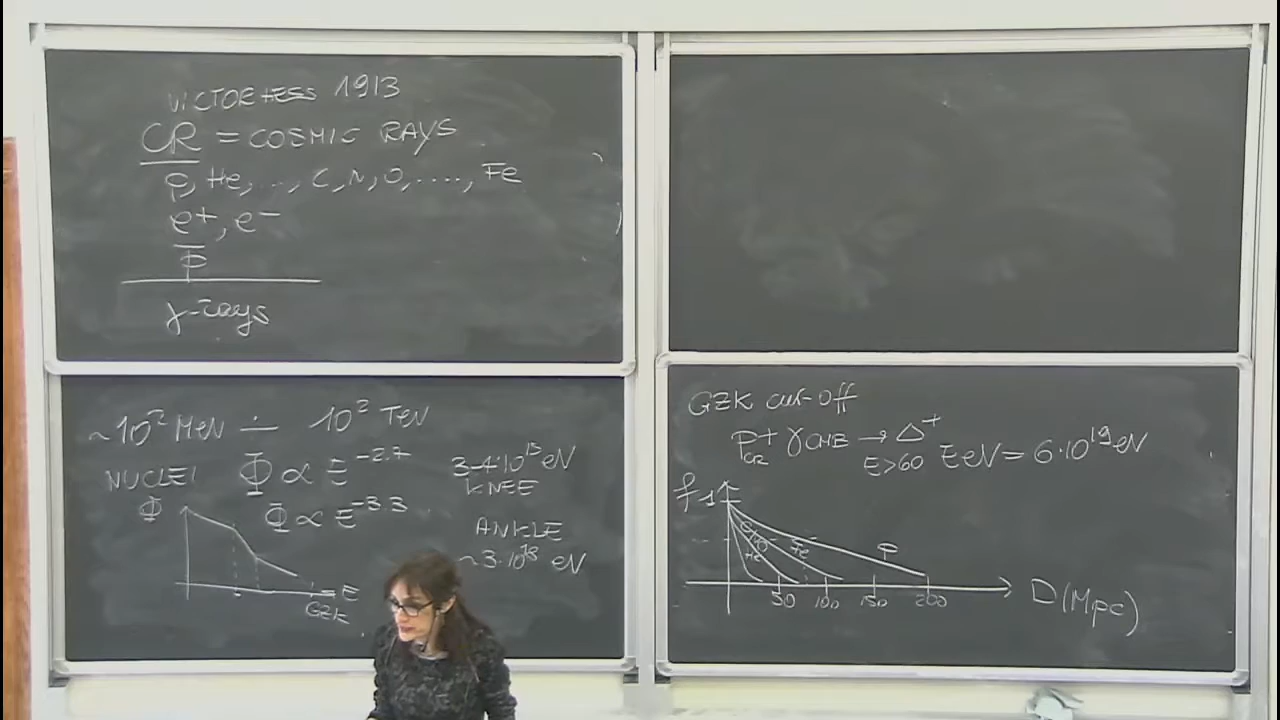 VICTOR HESS 1913
CR = COSMIC RAYS
p, He, ..., C, N, O, ...., Fe
e+, e-
p̅
γ-rays
~10² MeV ÷ 10² TeV
NUCLEI Φ ∝ E^-2.7
3-4·10^15 eV
KNEE
Φ
Φ ∝ E^-3.3
ANKLE
~3·10^18 eV
E
GZK
GZK cut-off
p_CR + γ_CMB → Δ+
E>60 EeV = 6·10^19 eV
f
1
He
Fe
P
50 100 150 200
D (Mpc)